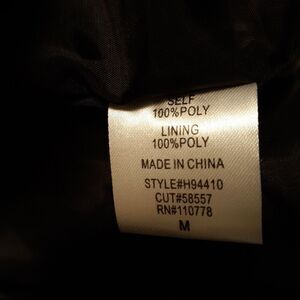 SELF
100%POLY
LINING
100%POLY
MADE IN CHINA
STYLE#H94410
CUT#58557
RN#110778
M